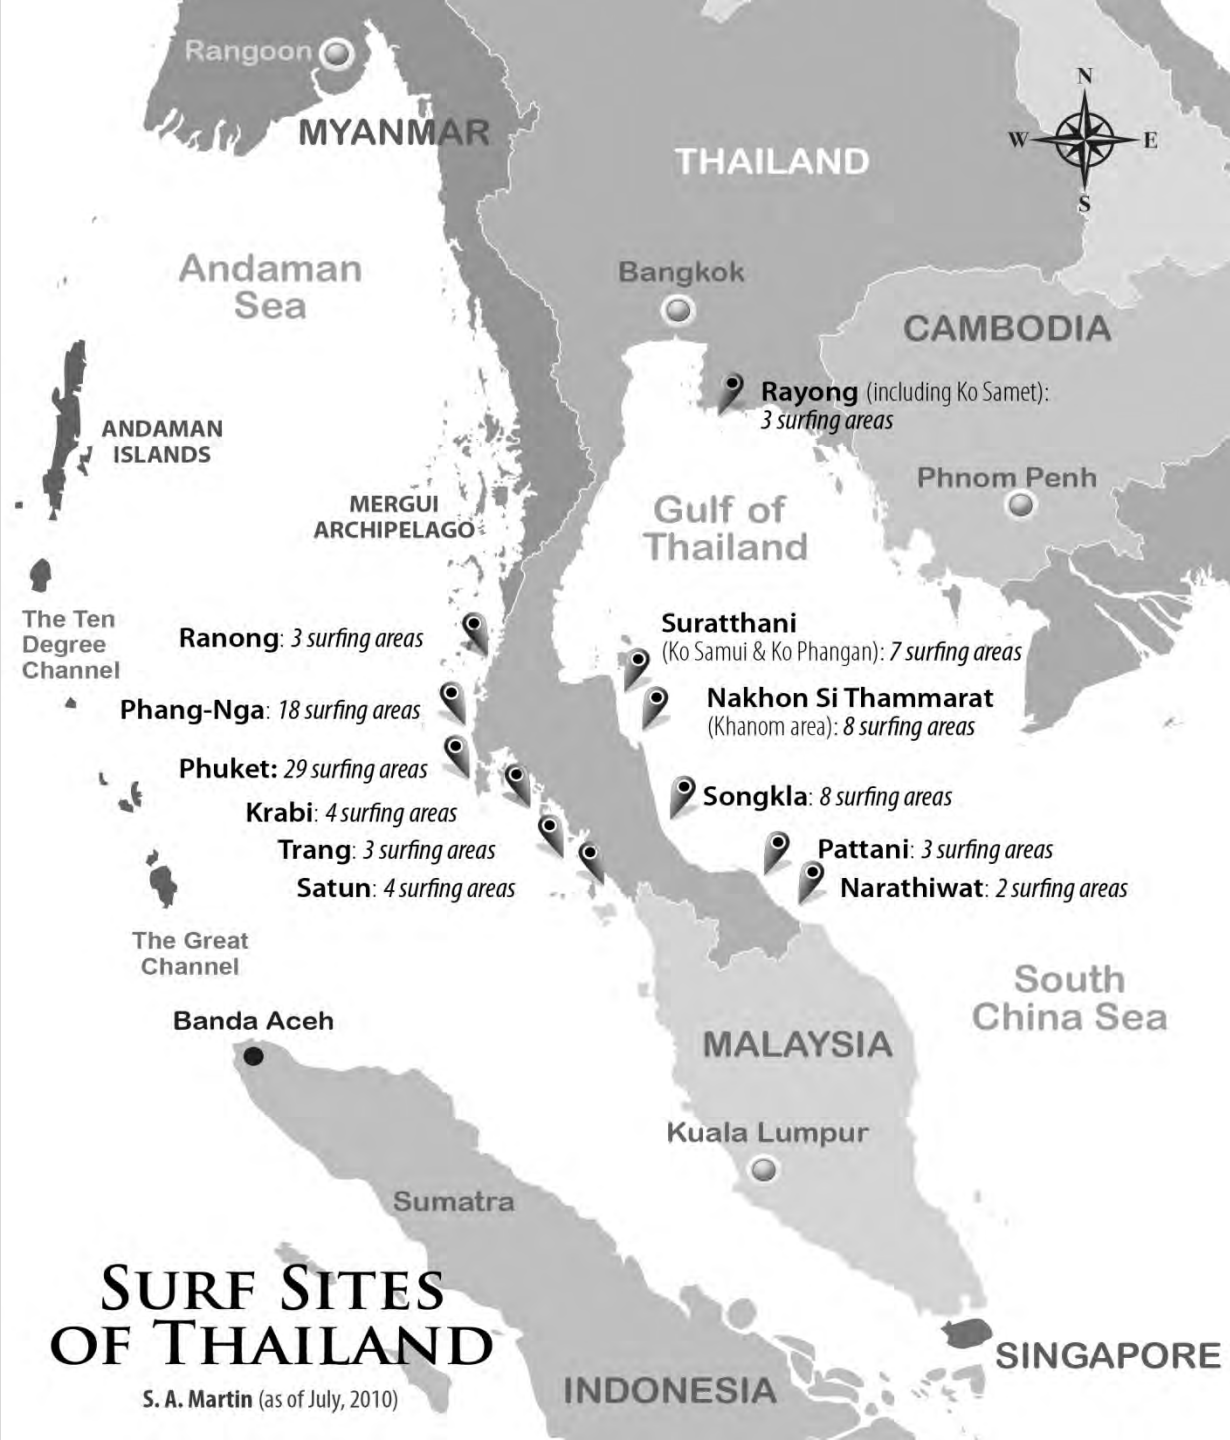 Rangoon
MYANMAR
THAILAND
N
W
E
S
Andaman
Sea
Bangkok
CAMBODIA
Rayong (including Ko Samet):
3 surfing areas
ANDAMAN
ISLANDS
Phnom Penh
MERGUI
ARCHIPELAGO
Gulf of
Thailand
The Ten
Degree
Channel
Ranong: 3 surfing areas
Suratthani
(Ko Samui & Ko Phangan): 7 surfing areas
Phang-Nga: 18 surfing areas
Nakhon Si Thammarat
(Khanom area): 8 surfing areas
Phuket: 29 surfing areas
Krabi: 4 surfing areas
Songkla: 8 surfing areas
Trang: 3 surfing areas
Pattani: 3 surfing areas
Satun: 4 surfing areas
Narathiwat: 2 surfing areas
The Great
Channel
South
China Sea
Banda Aceh
MALAYSIA
Kuala Lumpur
Sumatra
SURF SITES
OF THAILAND
SINGAPORE
INDONESIA
S. A. Martin (as of July, 2010)